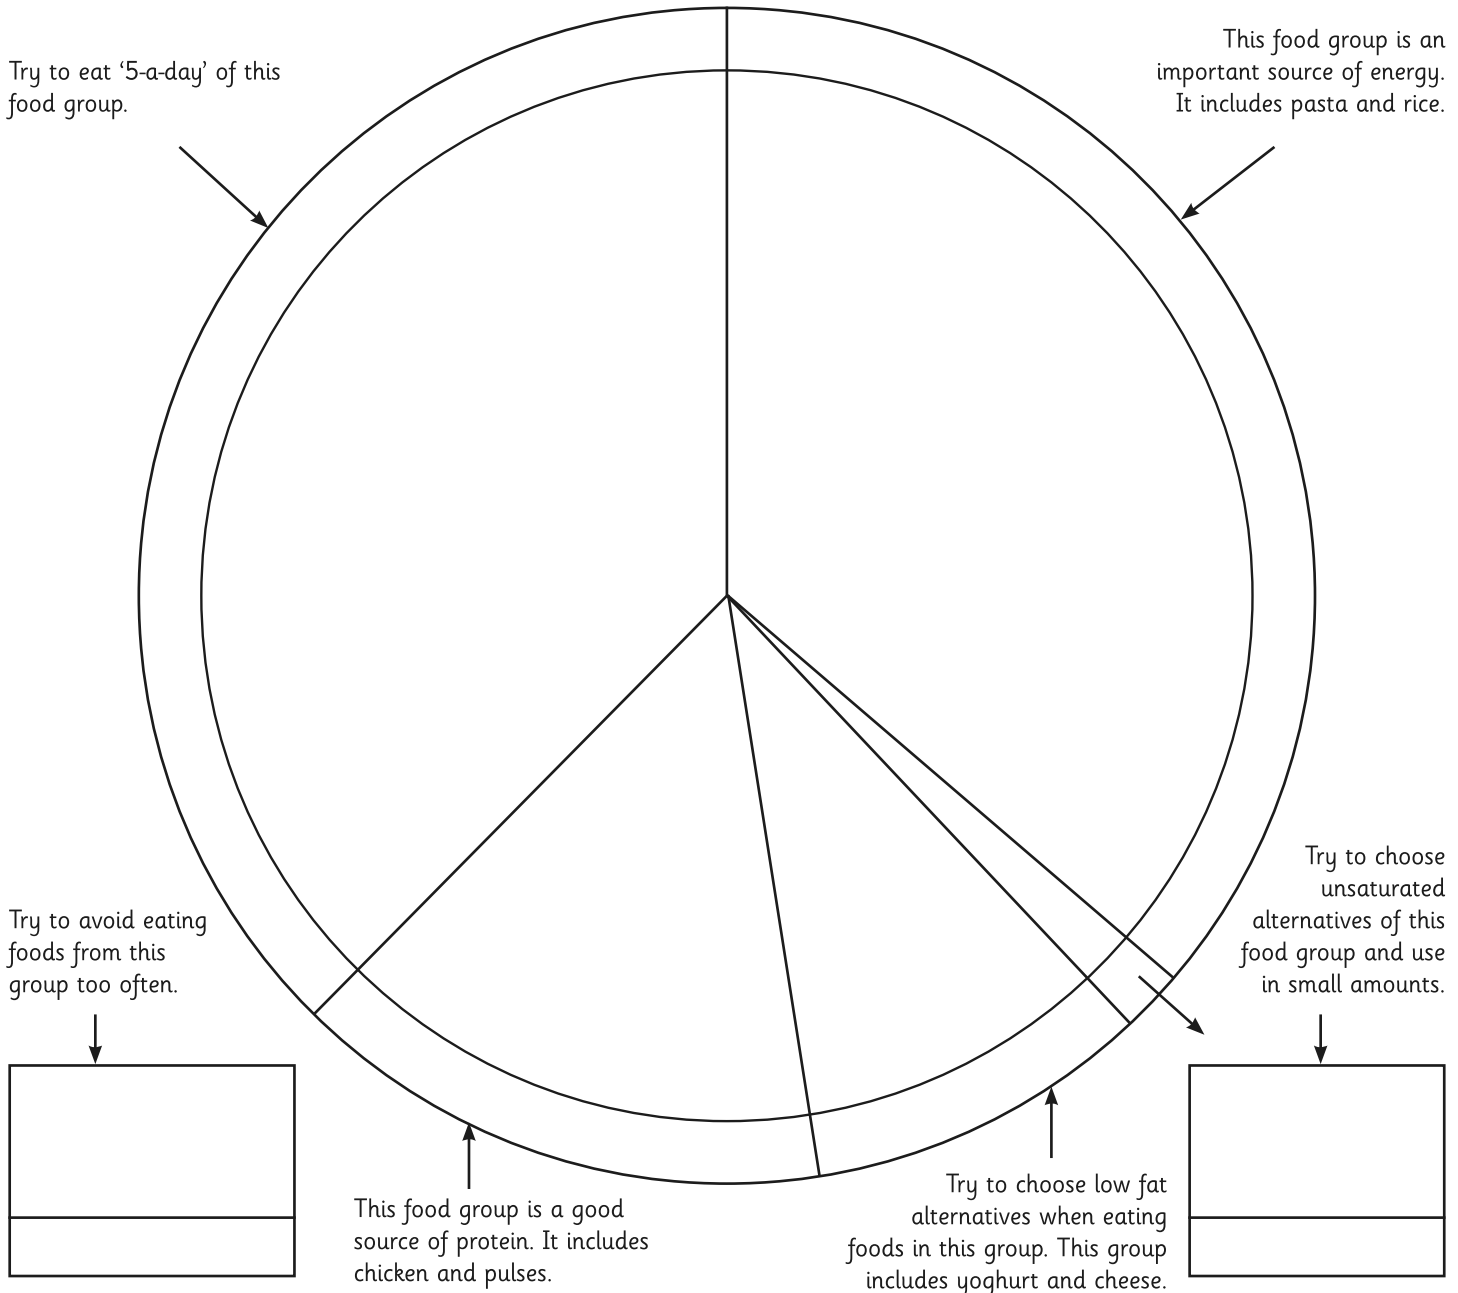 Try to eat ‘5-a-day’ of this
food group.
This food group is an
important source of energy.
It includes pasta and rice.
Try to avoid eating
foods from this
group too often.
Try to choose
unsaturated
alternatives of this
food group and use
in small amounts.
This food group is a good
source of protein. It includes
chicken and pulses.
Try to choose low fat
alternatives when eating
foods in this group. This group
includes yoghurt and cheese.